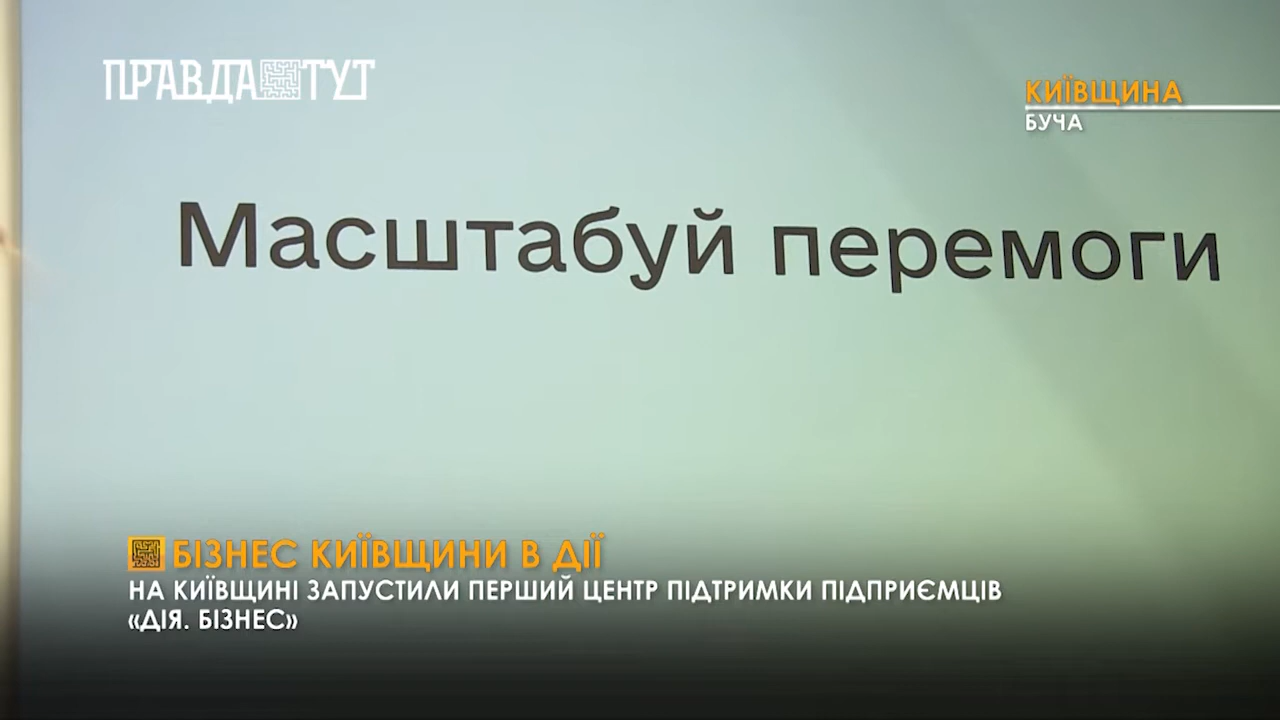 ПРАВДА ТУТ
КИЇВЩИНА
БУЧА
Масштабуй перемоги
БІЗНЕС КИЇВЩИНИ В ДІЇ
НА КИЇВЩИНІ ЗАПУСТИЛИ ПЕРШИЙ ЦЕНТР ПІДТРИМКИ ПІДПРИЄМЦІВ
«ДІЯ. БІЗНЕС»